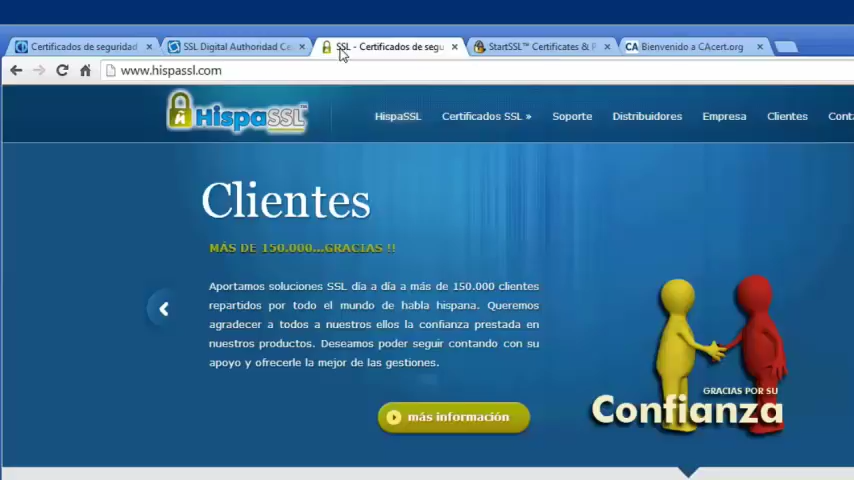 Certificados de seguridad
SSL Digital Authoridad Ce
SSL - Certificados de segu
StartSSL™ Certificates & P
CA Bienvenido a CAcert.org
www.hispassl.com
HispaSSL
HispaSSL
Certificados SSL »
Soporte
Distribuidores
Empresa
Clientes
Conta
Clientes
MÁS DE 150.000...GRACIAS !!
Aportamos soluciones SSL día a día a más de 150.000 clientes
repartidos por todo el mundo de habla hispana. Queremos
agradecer a todos a nuestros ellos la confianza prestada en
nuestros productos. Deseamos poder seguir contando con su
apoyo y ofrecerle la mejor de las gestiones.
más información
GRACIAS POR SU
Confianza